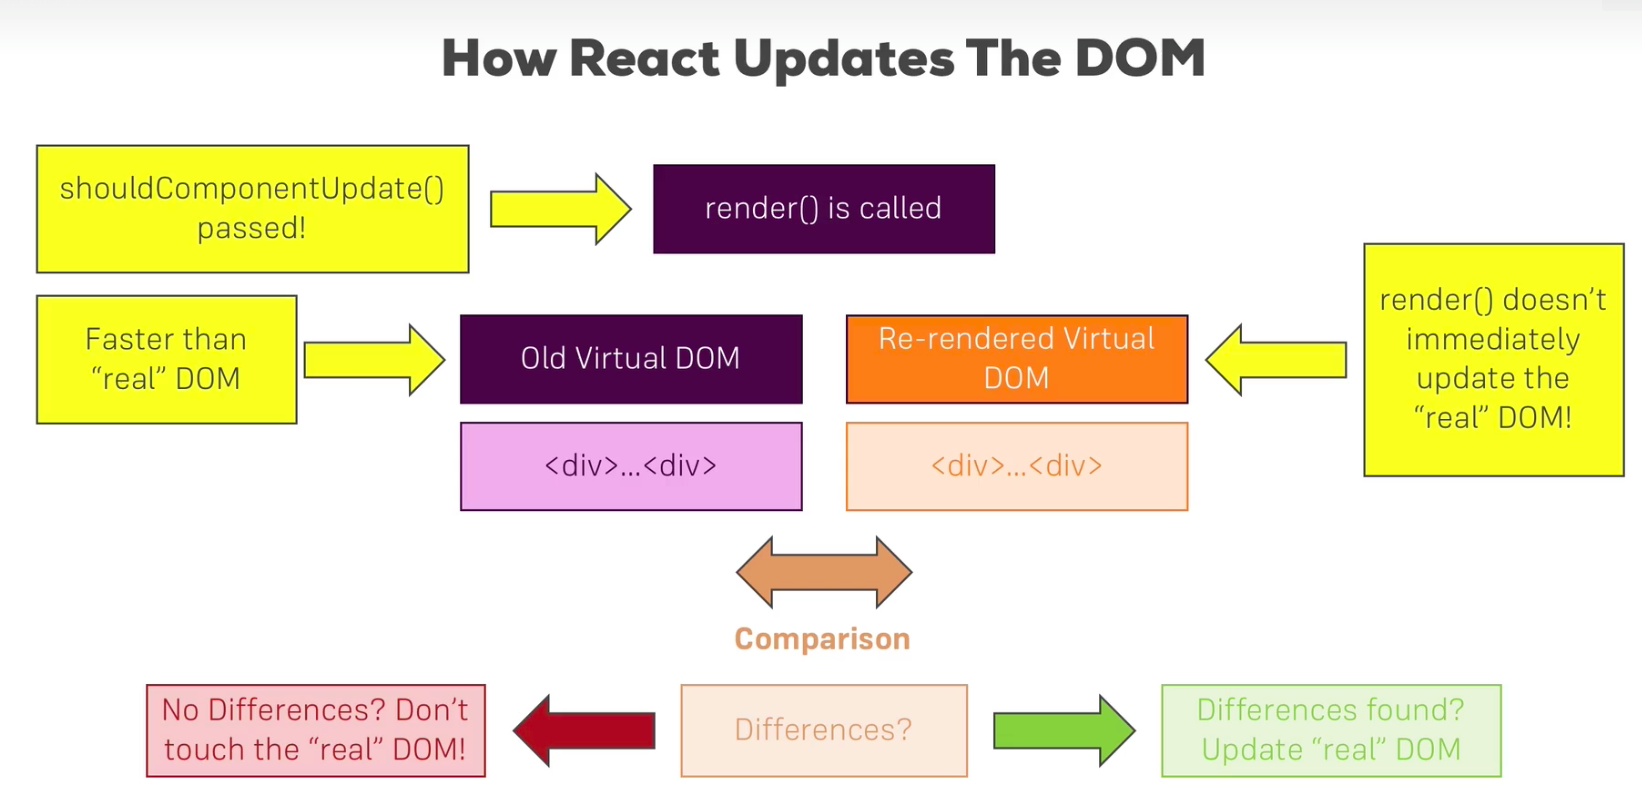 How React Updates The DOM
shouldComponentUpdate()
passed!
render() is called
Faster than
“real” DOM
Old Virtual DOM
Re-rendered Virtual
DOM
render() doesn’t
immediately
update the
“real” DOM!
<div>...<div>
<div>...<div>
Comparison
No Differences? Don’t
touch the “real” DOM!
Differences?
Differences found?
Update “real” DOM